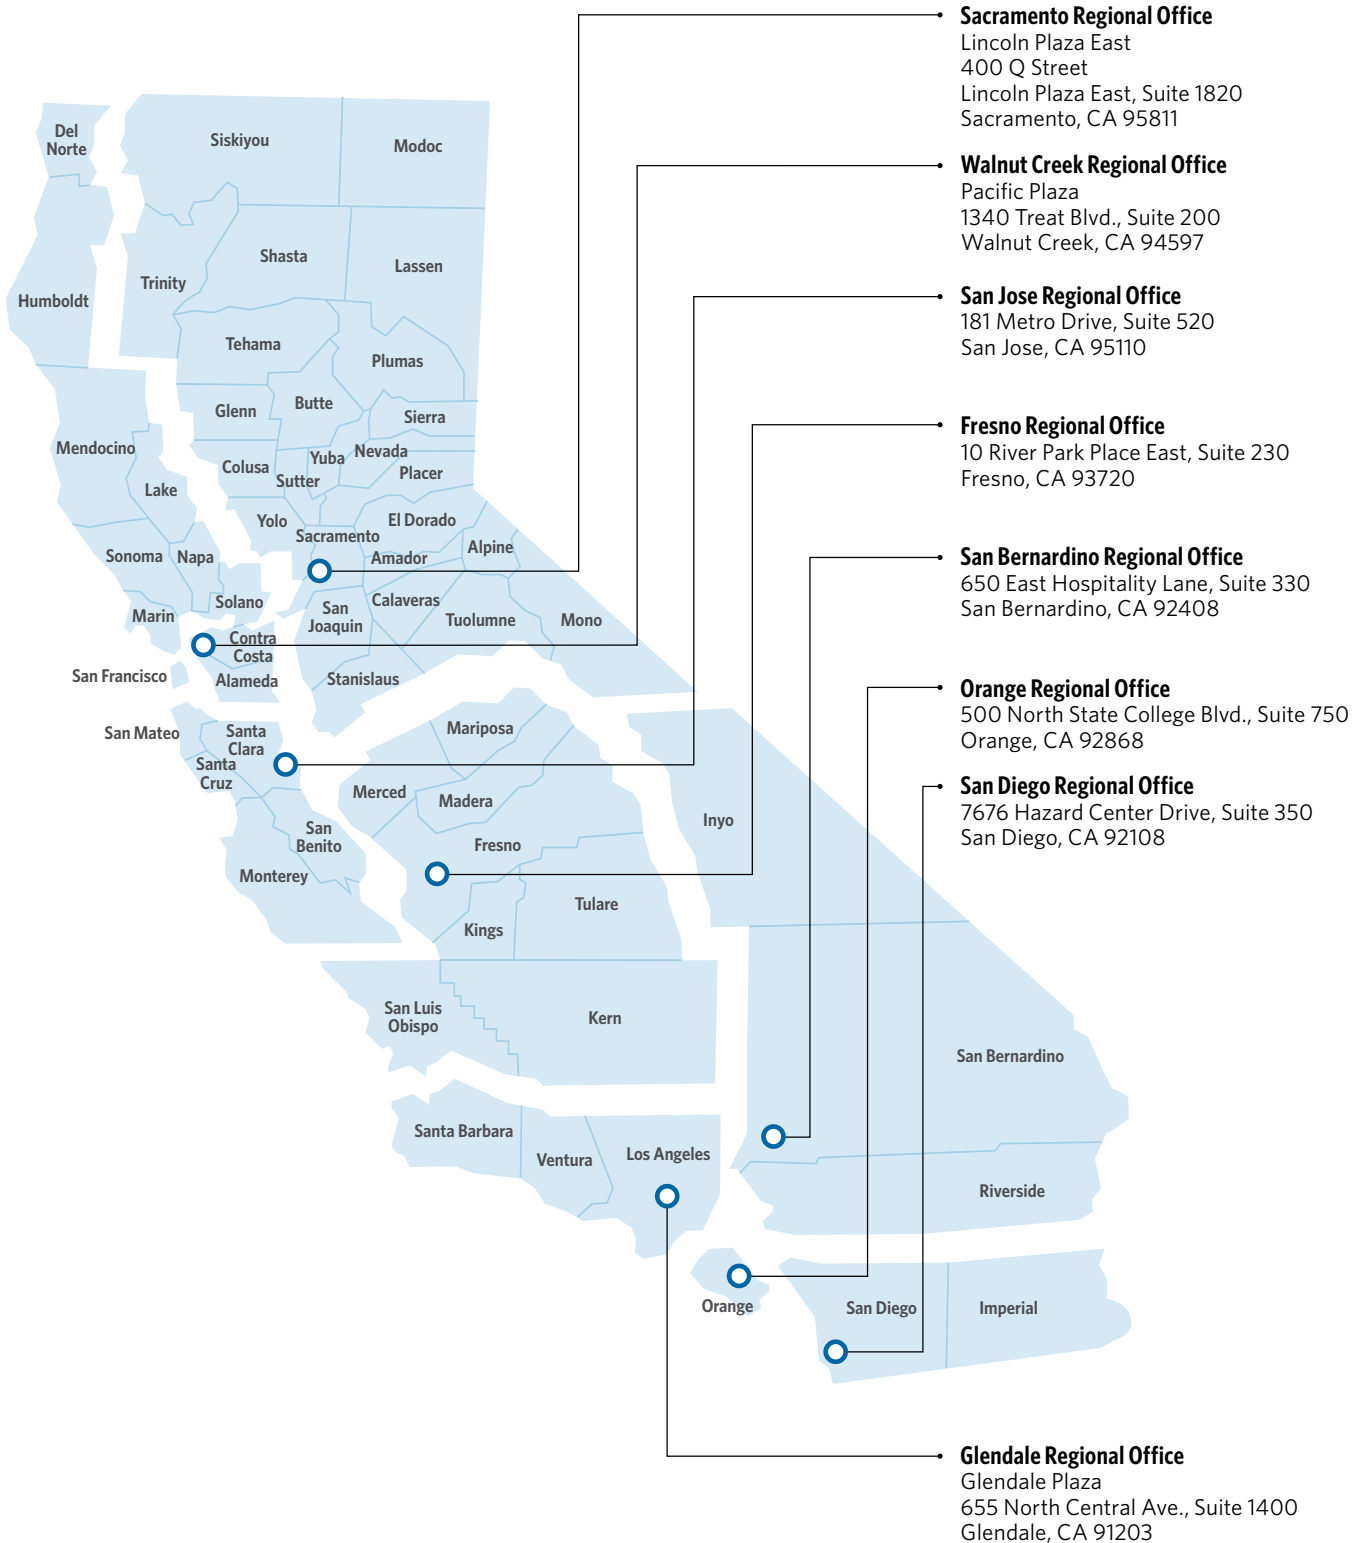 Sacramento Regional Office
Lincoln Plaza East
400 Q Street
Lincoln Plaza East, Suite 1820
Sacramento, CA 95811
Walnut Creek Regional Office
Pacific Plaza
1340 Treat Blvd., Suite 200
Walnut Creek, CA 94597
San Jose Regional Office
181 Metro Drive, Suite 520
San Jose, CA 95110
Fresno Regional Office
10 River Park Place East, Suite 230
Fresno, CA 93720
San Bernardino Regional Office
650 East Hospitality Lane, Suite 330
San Bernardino, CA 92408
Orange Regional Office
500 North State College Blvd., Suite 750
Orange, CA 92868
San Diego Regional Office
7676 Hazard Center Drive, Suite 350
San Diego, CA 92108
Glendale Regional Office
Glendale Plaza
655 North Central Ave., Suite 1400
Glendale, CA 91203
Del
Norte
Siskiyou
Modoc
Humboldt
Trinity
Shasta
Lassen
Tehama
Plumas
Glenn
Butte
Sierra
Mendocino
Colusa
Yuba
Nevada
Sutter
Placer
Lake
Yolo
El Dorado
Sacramento
Sonoma
Napa
Amador
Alpine
Solano
Calaveras
Marin
San
Joaquin
Tuolumne
Mono
Contra
Costa
San Francisco
Alameda
Stanislaus
San Mateo
Santa
Clara
Mariposa
Santa
Cruz
Merced
Madera
Inyo
San
Benito
Fresno
Monterey
Tulare
Kings
San Luis
Obispo
Kern
San Bernardino
Santa Barbara
Ventura
Los Angeles
Riverside
Orange
San Diego
Imperial